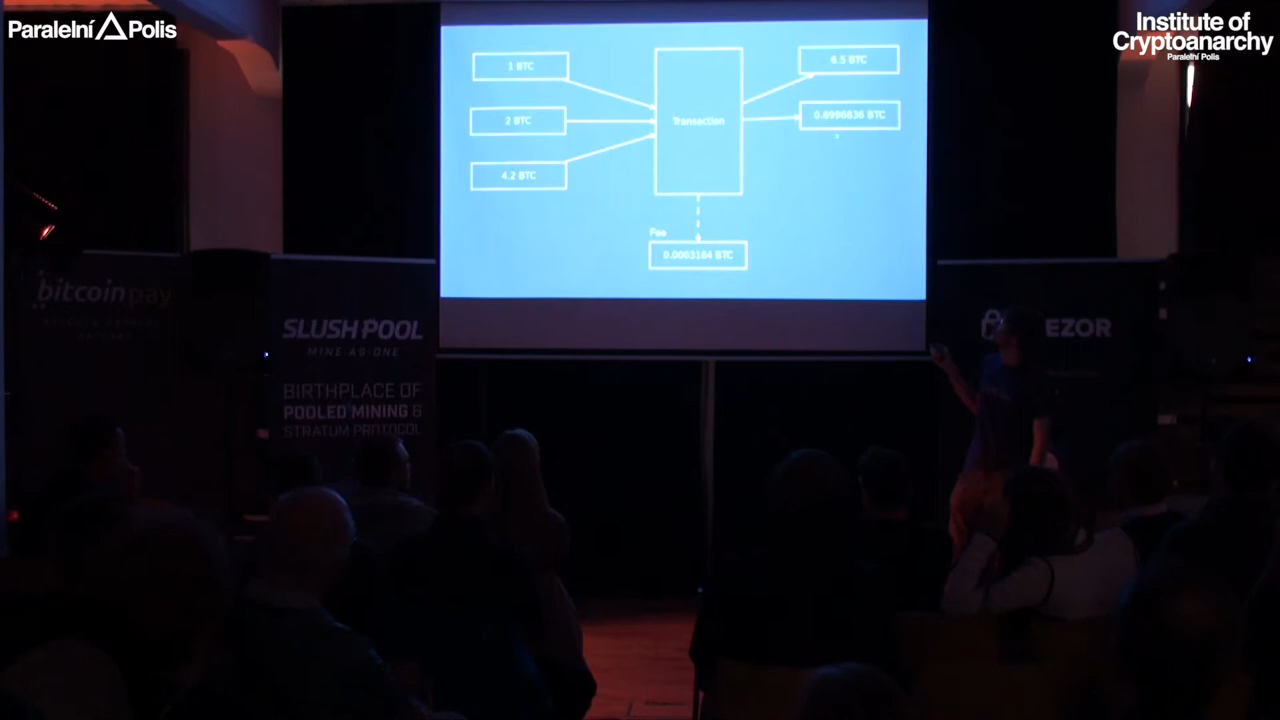 Paralelní Polis
Institute of
Cryptoanarchy
Paralelní Polis
1 BTC
2 BTC
4.2 BTC
Transaction
6.5 BTC
0.6996836 BTC
Fee
0.0003164 BTC
bitcoinpay
SLUSH POOL
MINE-AS-ONE
BIRTHPLACE OF
POOLED MINING &
STRATUM PROTOCOL
EZOR